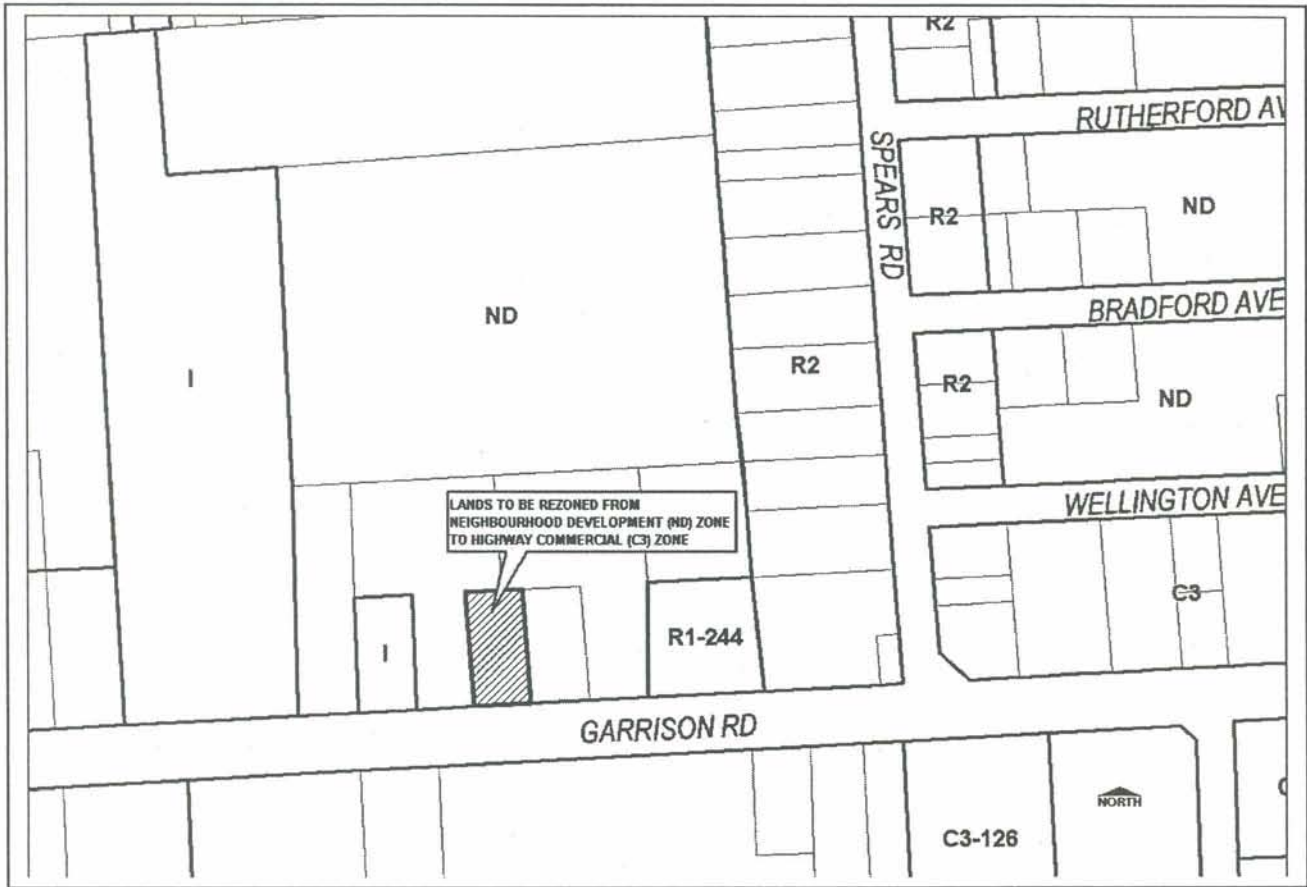 R2
RUTHERFORD AV
SPEARS RD
R2
ND
ND
BRADFORD AVE
I
R2
R2
ND
WELLINGTON AVE
LANDS TO BE REZONED FROM
NEIGHBOURHOOD DEVELOPMENT (ND) ZONE
TO HIGHWAY COMMERCIAL (C3) ZONE
C3
I
R1-244
GARRISON RD
NORTH
C3-126